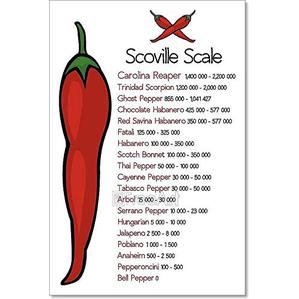 Scoville Scale
Carolina Reaper 1,400 000 - 2,200 000
Trinidad Scorpion 1,200 000 - 2,000 000
Ghost Pepper 855 000 - 1,041 427
Chocolate Habanero 425 000 - 577 000
Red Savina Habanero 350 000 - 577 000
Fatali 125 000 - 325 000
Habanero 100 000 - 350 000
Scotch Bonnet 100 000 - 350 000
Thai Pepper 50 000 - 100 000
Cayenne Pepper 30 000 - 50 000
Tabasco Pepper 30 000 - 50 000
Arbol 15 000 - 30 000
Serrano Pepper 10 000 - 23 000
Hungarian 5 000 - 10 000
Jalapeno 2 500 - 8 000
Poblano 1 000 - 1 500
Anaheim 500 - 2 500
Pepperoncini 100 - 500
Bell Pepper 0